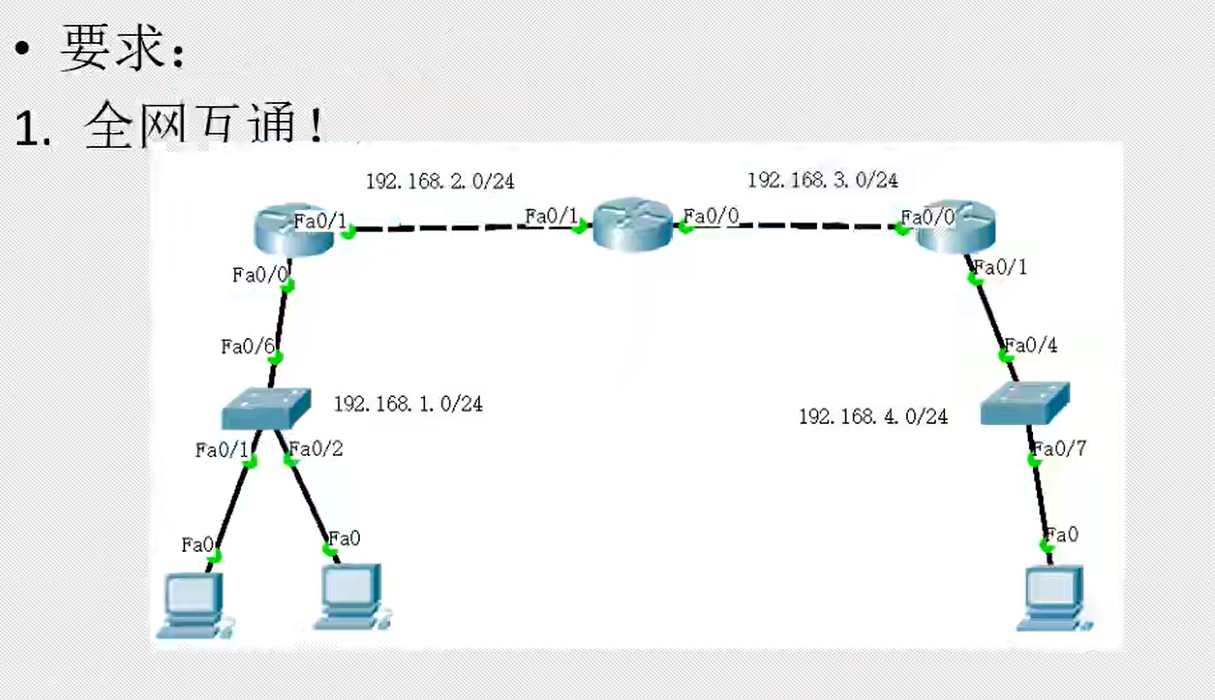 • 要求：
1. 全网互通！
192.168.2.0/24
192.168.3.0/24
Fa0/1
Fa0/1
Fa0/0
Fa0/0
Fa0/0
Fa0/1
Fa0/6
Fa0/4
192.168.1.0/24
192.168.4.0/24
Fa0/1
Fa0/2
Fa0/7
Fa0
Fa0
Fa0